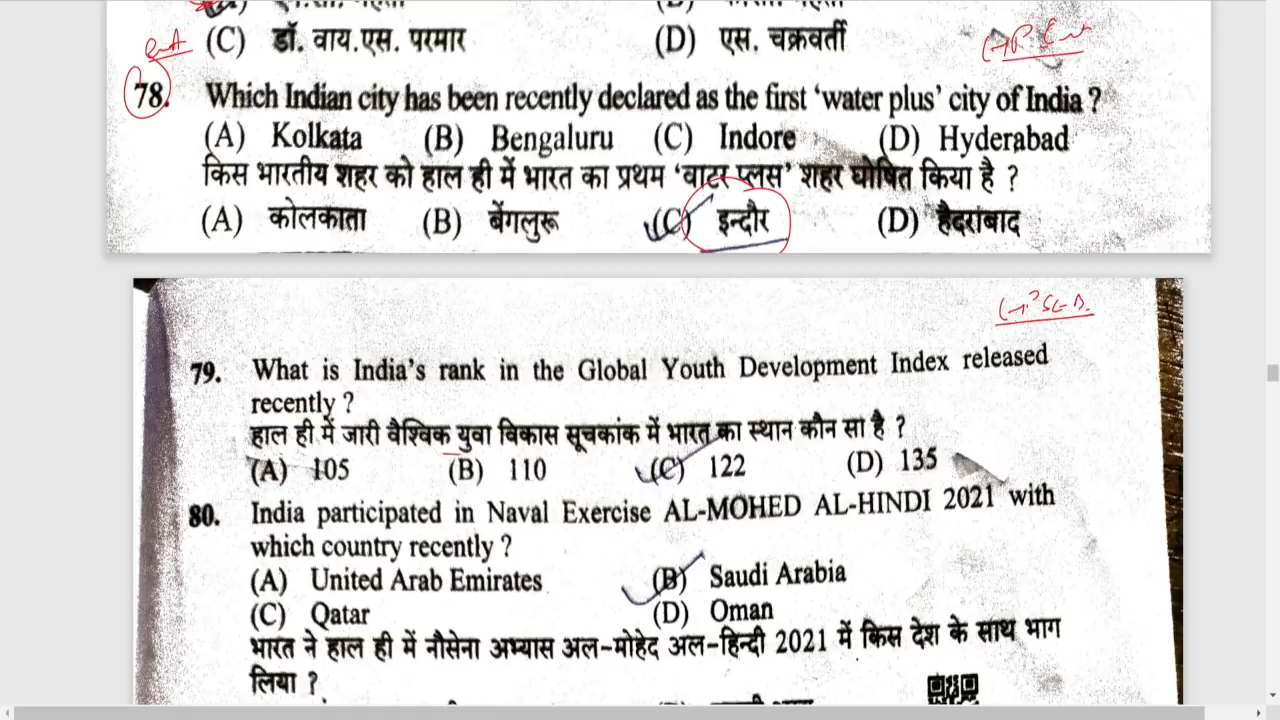 (C) डॉ. वाय.एस. परमार (D) एस. चक्रवर्ती
78. Which Indian city has been recently declared as the first ‘water plus’ city of India ?
(A) Kolkata (B) Bengaluru (C) Indore (D) Hyderabad
किस भारतीय शहर को हाल ही में भारत का प्रथम ‘वाटर प्लस’ शहर घोषित किया है ?
(A) कोलकाता (B) बेंगलुरू (C) इन्दौर (D) हैदराबाद
79. What is India’s rank in the Global Youth Development Index released
recently ?
हाल ही में जारी वैश्विक युवा विकास सूचकांक में भारत का स्थान कौन सा है ?
(A) 105 (B) 110 (C) 122 (D) 135
80. India participated in Naval Exercise AL-MOHED AL-HINDI 2021 with
which country recently ?
(A) United Arab Emirates (B) Saudi Arabia
(C) Qatar (D) Oman
भारत ने हाल ही में नौसेना अभ्यास अल-मोहेद अल-हिन्दी 2021 में किस देश के साथ भाग
लिया ?